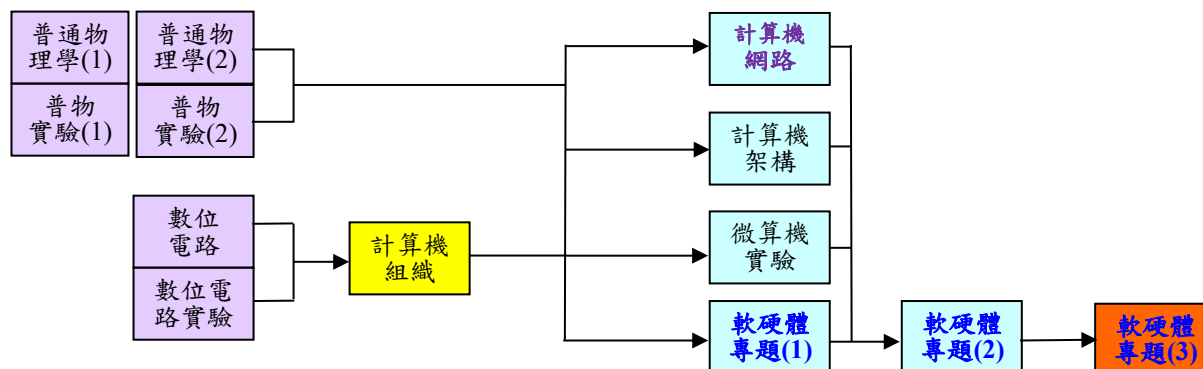 普通物
理學(1)
普通物
理學(2)
普物
實驗(1)
普物
實驗(2)
數位
電路
數位電
路實驗
計算機
組織
計算機
網路
計算機
架構
微算機
實驗
軟硬體
專題(1)
軟硬體
專題(2)
軟硬體
專題(3)